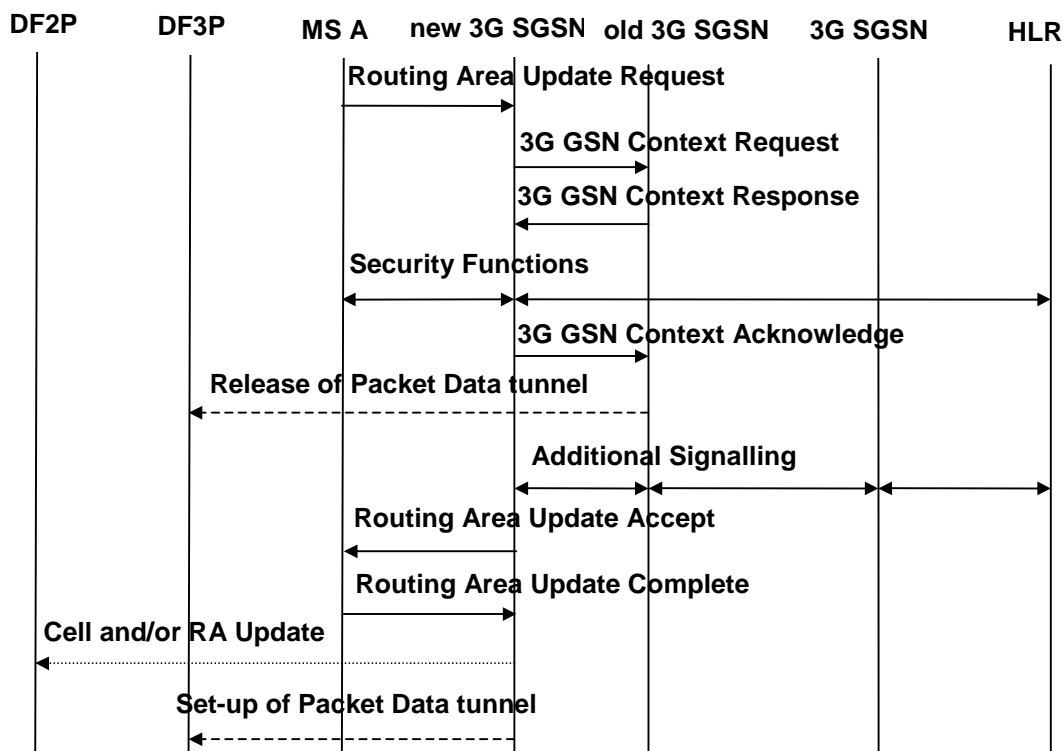 DF2P DF3P MS A new 3G SGSN old 3G SGSN 3G SGSN HLR
Routing Area Update Request
3G GSN Context Request
3G GSN Context Response
Security Functions
3G GSN Context Acknowledge
Release of Packet Data tunnel
Additional Signalling
Routing Area Update Accept
Routing Area Update Complete
Cell and/or RA Update
Set-up of Packet Data tunnel